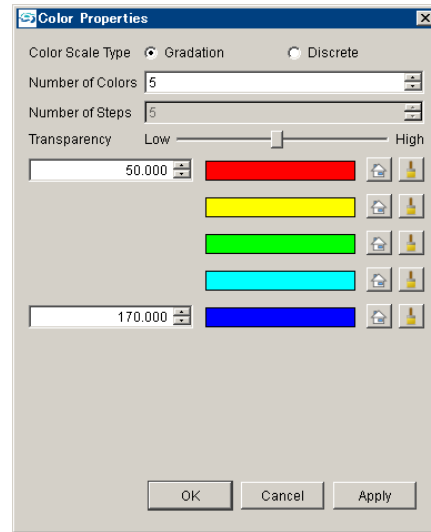 Color Properties
Color Scale Type Gradation Discrete
Number of Colors 5
Number of Steps 5
Transparency Low High
50.000
170.000
OK Cancel Apply